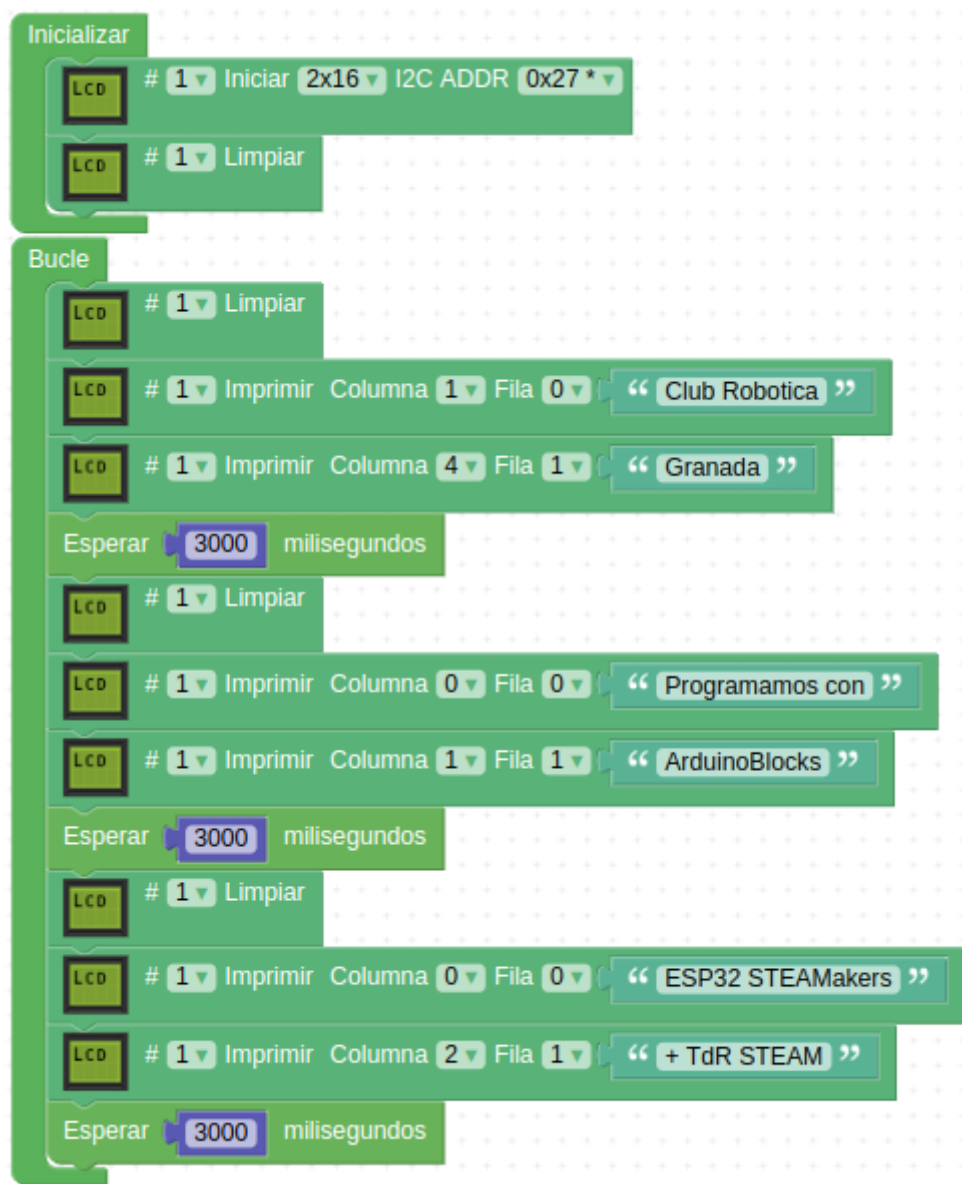 Inicializar
LCD # 1 Iniciar 2x16 I2C ADDR 0x27 *
LCD # 1 Limpiar
Bucle
LCD # 1 Limpiar
LCD # 1 Imprimir Columna 1 Fila 0 “ Club Robotica ”
LCD # 1 Imprimir Columna 4 Fila 1 “ Granada ”
Esperar 3000 milisegundos
LCD # 1 Limpiar
LCD # 1 Imprimir Columna 0 Fila 0 “ Programamos con ”
LCD # 1 Imprimir Columna 1 Fila 1 “ ArduinoBlocks ”
Esperar 3000 milisegundos
LCD # 1 Limpiar
LCD # 1 Imprimir Columna 0 Fila 0 “ ESP32 STEAMakers ”
LCD # 1 Imprimir Columna 2 Fila 1 “ + TdR STEAM ”
Esperar 3000 milisegundos